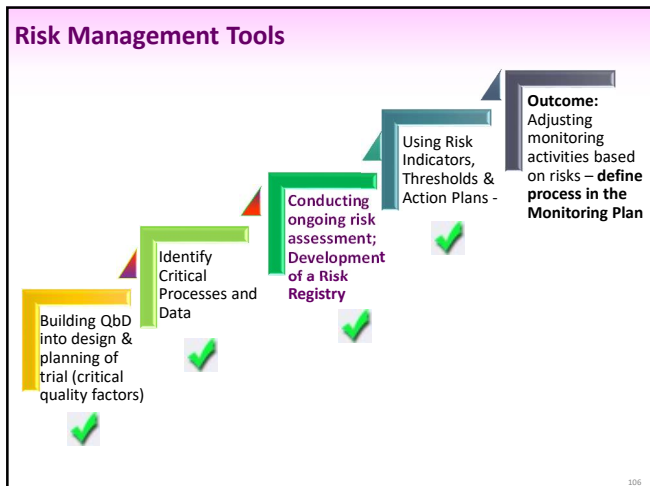 Risk Management Tools
Building QbD
into design &
planning of
trial (critical
quality factors)
Identify
Critical
Processes and
Data
Conducting
ongoing risk
assessment;
Development
of a Risk
Registry
Using Risk
Indicators,
Thresholds &
Action Plans -
Outcome:
Adjusting
monitoring
activities based
on risks – define
process in the
Monitoring Plan
106